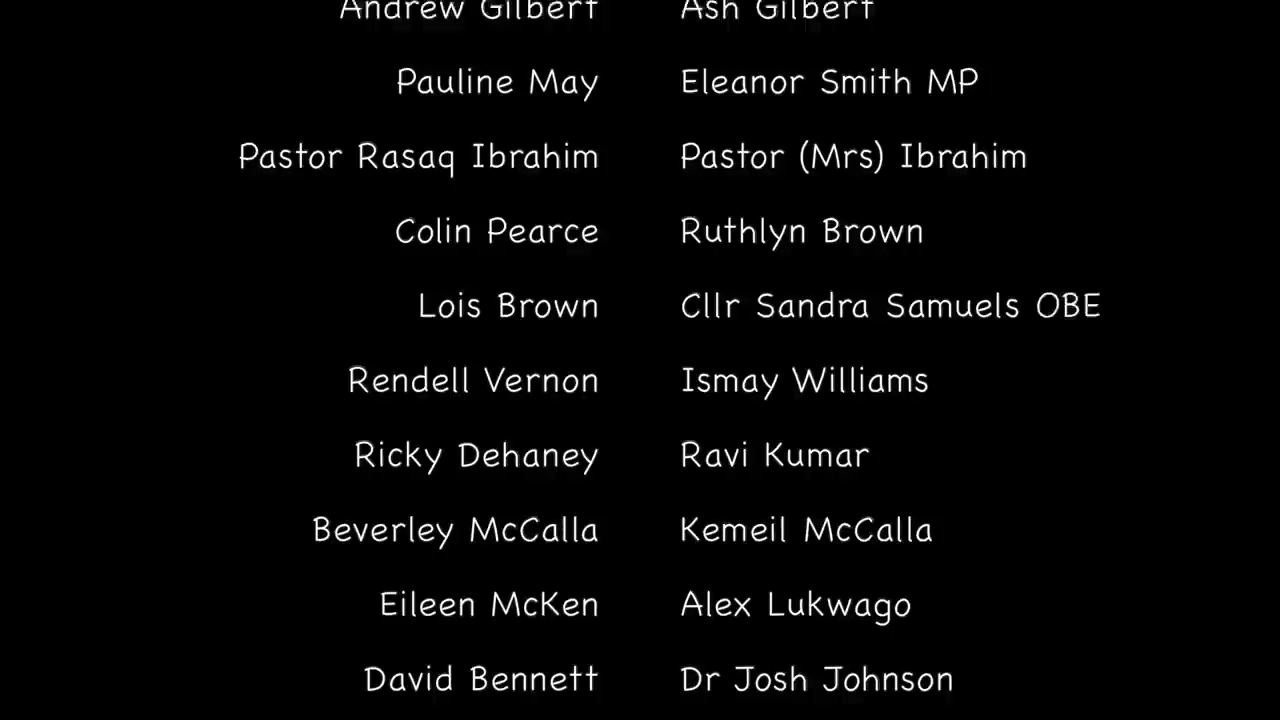 Andrew Gilbert Ash Gilbert
Pauline May Eleanor Smith MP
Pastor Rasaq Ibrahim Pastor (Mrs) Ibrahim
Colin Pearce Ruthlyn Brown
Lois Brown Cllr Sandra Samuels OBE
Rendell Vernon Ismay Williams
Ricky Dehaney Ravi Kumar
Beverley McCalla Kemeil McCalla
Eileen McKen Alex Lukwago
David Bennett Dr Josh Johnson